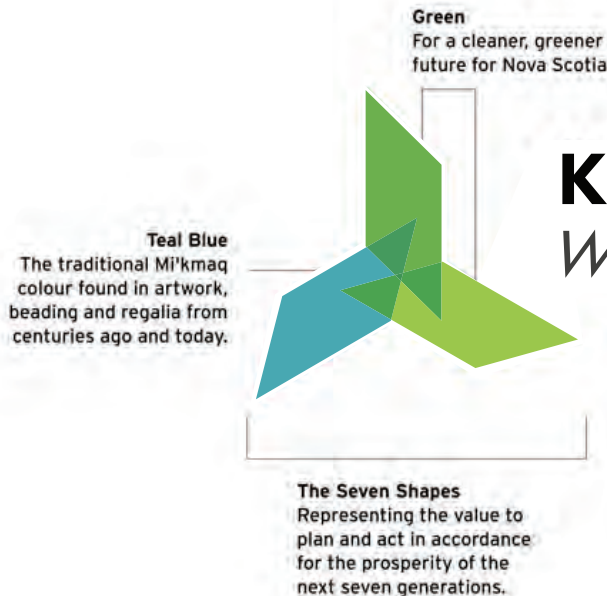 Green
For a cleaner, greener
future for Nova Scotia
K
W
Teal Blue
The traditional Mi'kmaq
colour found in artwork,
beading and regalia from
centuries ago and today.
The Seven Shapes
Representing the value to
plan and act in accordance
for the prosperity of the
next seven generations.